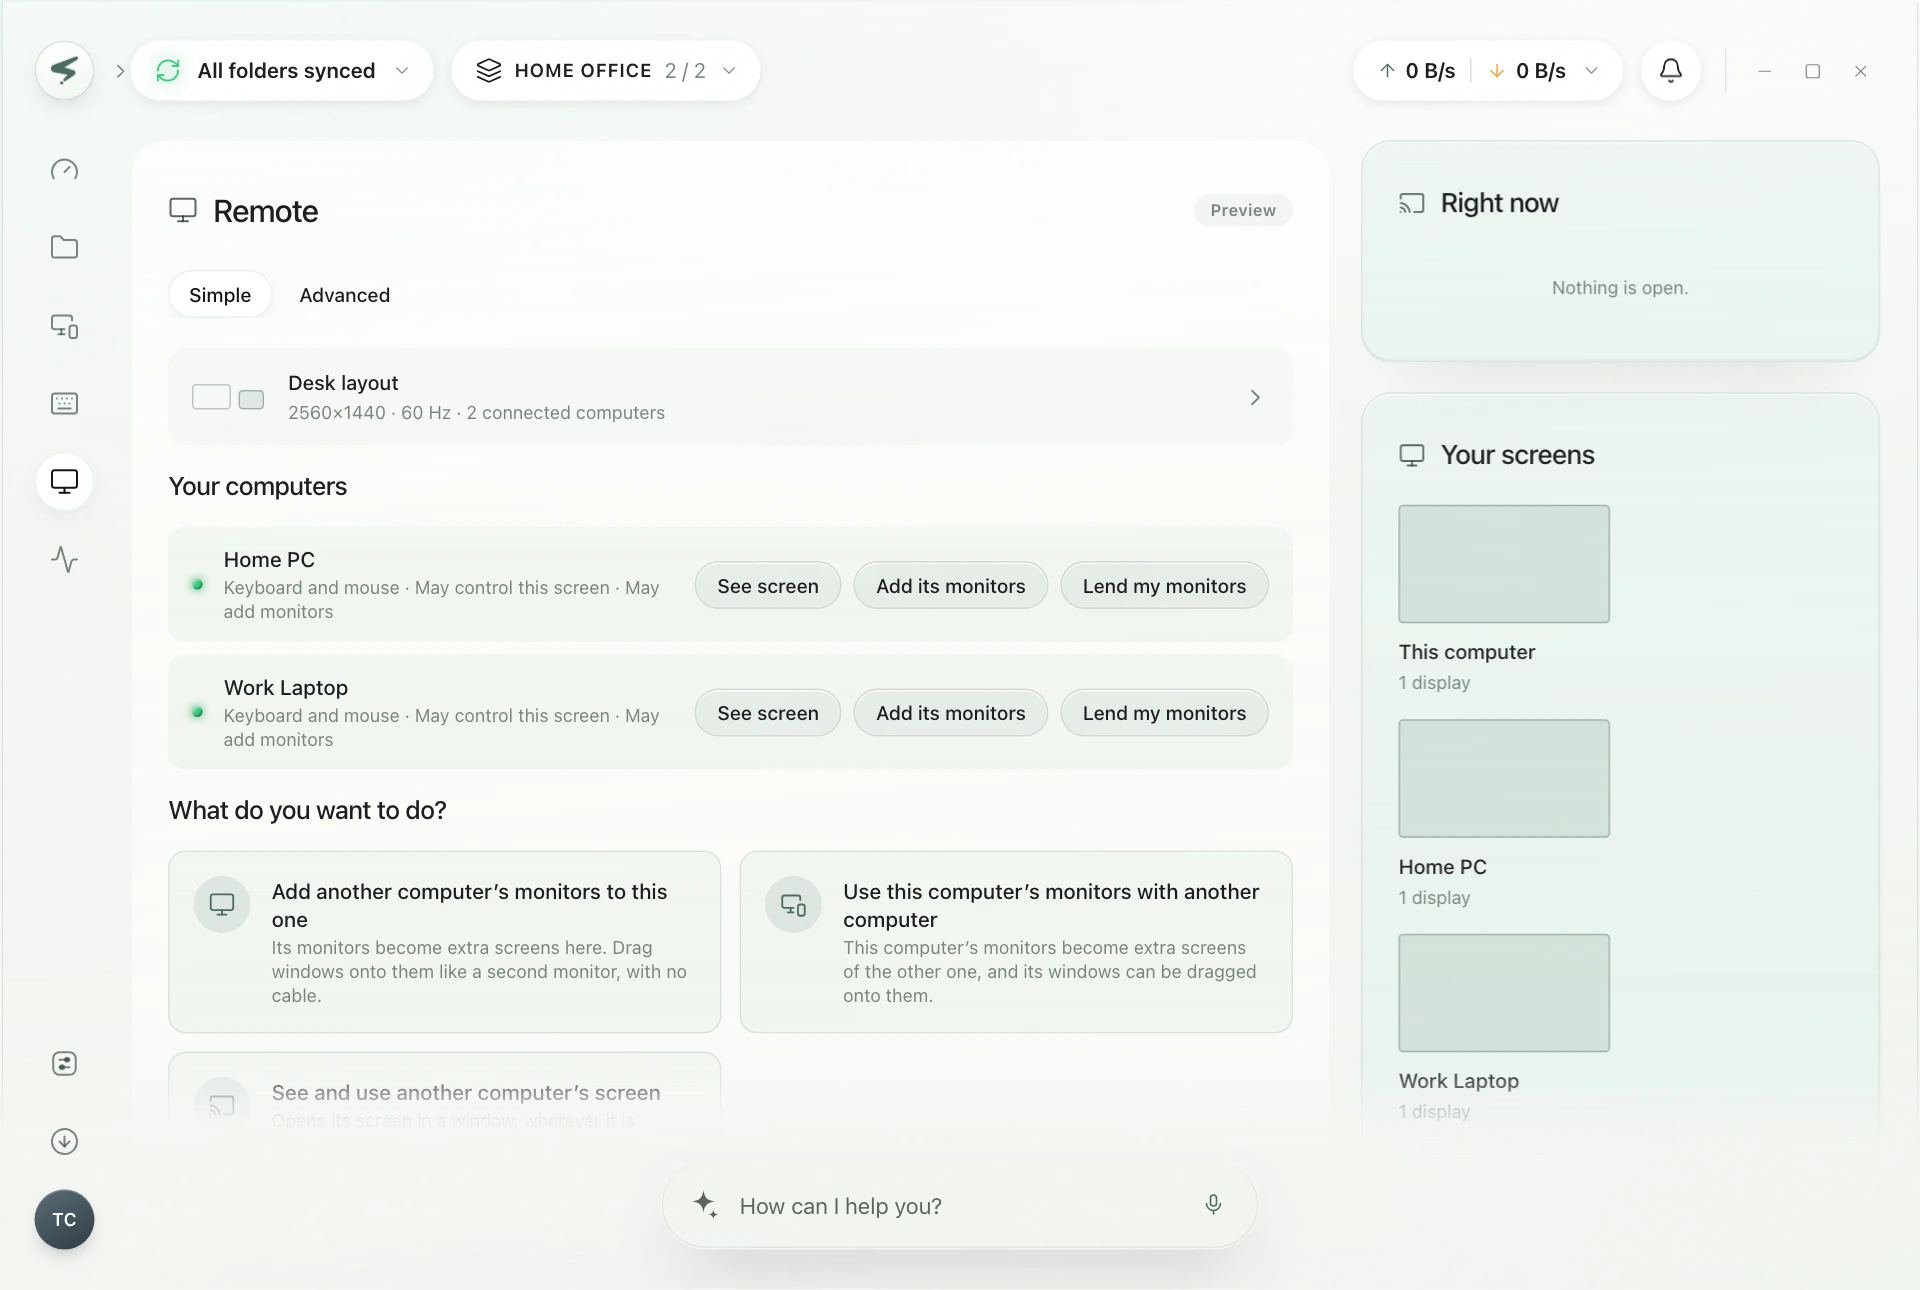 All folders synced
HOME OFFICE 2 / 2
0 B/s 0 B/s
Remote
Preview
Simple Advanced
Desk layout
2560×1440 · 60 Hz · 2 connected computers
Your computers
Home PC
Keyboard and mouse · May control this screen · May
add monitors
See screen Add its monitors Lend my monitors
Work Laptop
Keyboard and mouse · May control this screen · May
add monitors
See screen Add its monitors Lend my monitors
What do you want to do?
Add another computer’s monitors to this
one
Its monitors become extra screens here. Drag
windows onto them like a second monitor, with no
cable.
Use this computer’s monitors with another
computer
This computer’s monitors become extra screens
of the other one, and its windows can be dragged
onto them.
See and use another computer’s screen
Opens its screen in a window, wherever it is.
Right now
Nothing is open.
Your screens
This computer
1 display
Home PC
1 display
Work Laptop
1 display
TC
How can I help you?